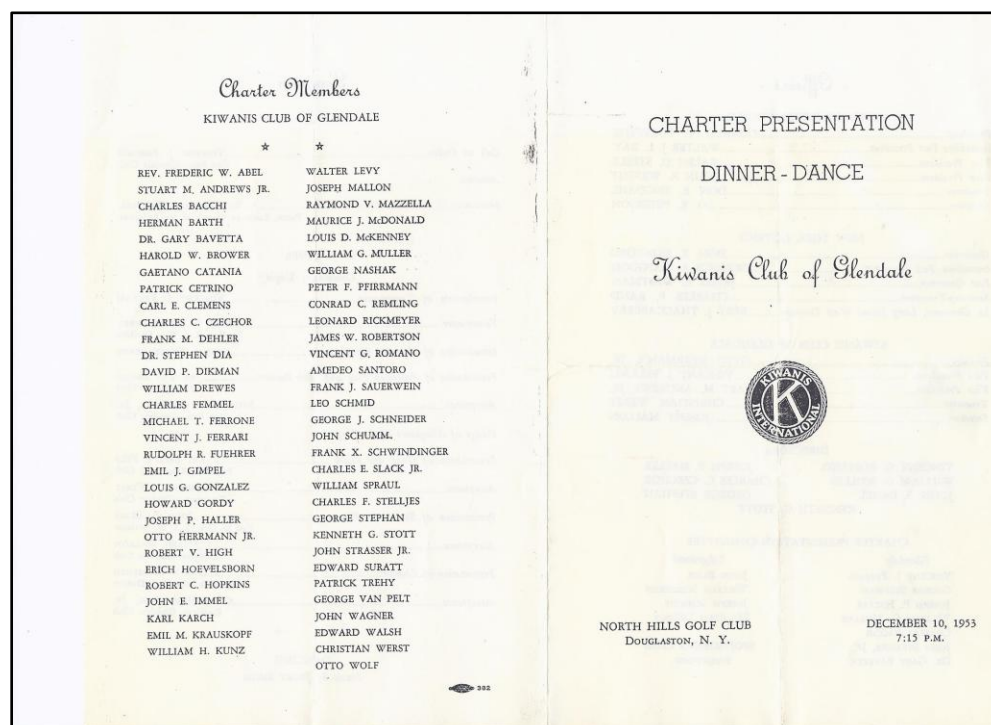 Charter Members
KIWANIS CLUB OF GLENDALE
REV. FREDERIC W. ABEL
STUART M. ANDREWS JR.
CHARLES BACCHI
HERMAN BARTH
DR. GARY BAVETTA
HAROLD W. BROWER
GAETANO CATANIA
PATRICK CETRINO
CARL E. CLEMENS
CHARLES C. CZECHOR
FRANK M. DEHLER
DR. STEPHEN DIA
DAVID P. DIKMAN
WILLIAM DREWES
CHARLES FEMMEL
MICHAEL T. FERRONE
VINCENT J. FERRARI
RUDOLPH R. FUEHRER
EMIL J. GIMPEL
LOUIS G. GONZALEZ
HOWARD GORDY
JOSEPH P. HALLER
OTTO HERRMANN JR.
ROBERT V. HIGH
ERICH HOEVELSBORN
ROBERT C. HOPKINS
JOHN E. IMMEL
KARL KARCH
EMIL M. KRAUSKOPF
WILLIAM H. KUNZ
WALTER LEVY
JOSEPH MALLON
RAYMOND V. MAZZELLA
MAURICE J. McDONALD
LOUIS D. McKENNEY
WILLIAM G. MULLER
GEORGE NASHAK
PETER F. PFIRRMANN
CONRAD C. REMLING
LEONARD RICKMEYER
JAMES W. ROBERTSON
VINCENT G. ROMANO
AMEDEO SANTORO
FRANK J. SAUERWEIN
LEO SCHMID
GEORGE J. SCHNEIDER
JOHN SCHUMM.
FRANK X. SCHWINDINGER
CHARLES E. SLACK JR.
WILLIAM SPRAUL
CHARLES F. STELLJES
GEORGE STEPHAN
KENNETH G. STOTT
JOHN STRASSER JR.
EDWARD SURATT
PATRICK TREHY
GEORGE VAN PELT
JOHN WAGNER
EDWARD WALSH
CHRISTIAN WERST
OTTO WOLF
382
CHARTER PRESENTATION
DINNER - DANCE
Kiwanis Club of Glendale
KIWANIS
K
INTERNATIONAL
NORTH HILLS GOLF CLUB
DOUGLASTON, N. Y.
DECEMBER 10, 1953
7:15 P.M.